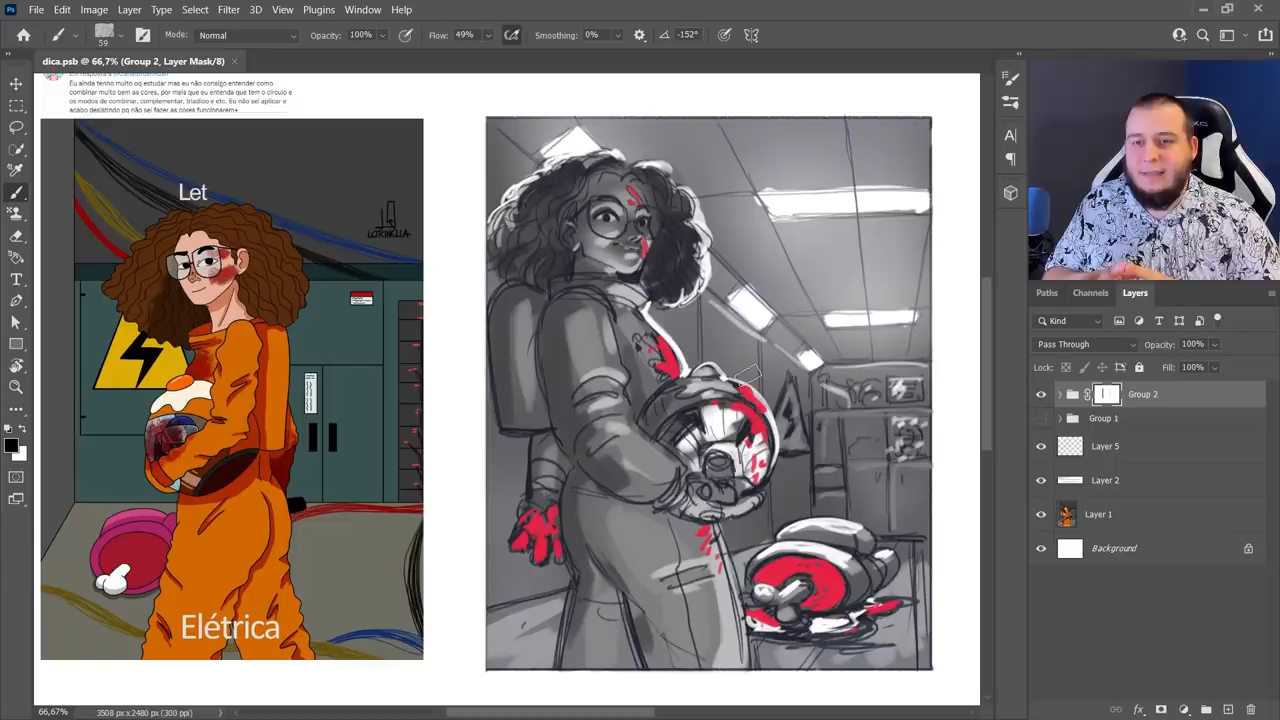 Ps File Edit Image Layer Type Select Filter 3D View Plugins Window Help
59 Mode: Normal Opacity: 100% Flow: 49% Smoothing: 0% -152°
dica.psb @ 66,7% (Group 2, Layer Mask/8)
Eu ainda tenho muito oq estudar mas eu não consigo entender como
combinar muito bem as cores, por mais que eu entenda que tem o círculo e
os modos de combinar, complementar, triadico e etc. Eu não sei aplicar e
acabo desistindo pq não sei fazer as cores funcionarem+
Let
Elétrica
Paths Channels Layers
Kind
Pass Through Opacity: 100%
Lock: Fill: 100%
Group 2
Group 1
Layer 5
Layer 2
Layer 1
Background
66,67% 3508 px x 2480 px (300 ppi)